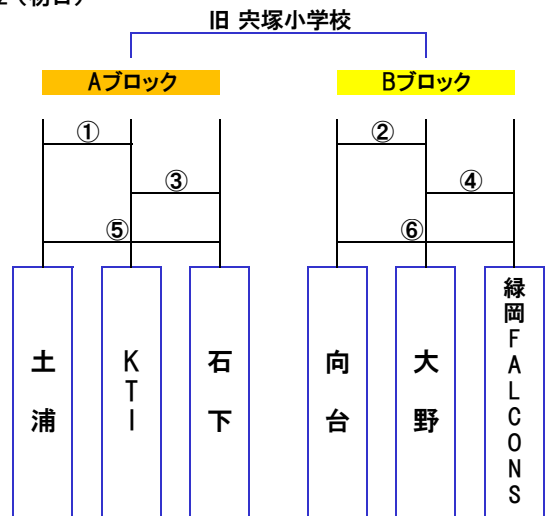 旧 宍塚小学校
Aブロック
Bブロック
①
②
③
④
⑤
⑥
土浦
KTI
石下
向台
大野
緑岡FALCONS